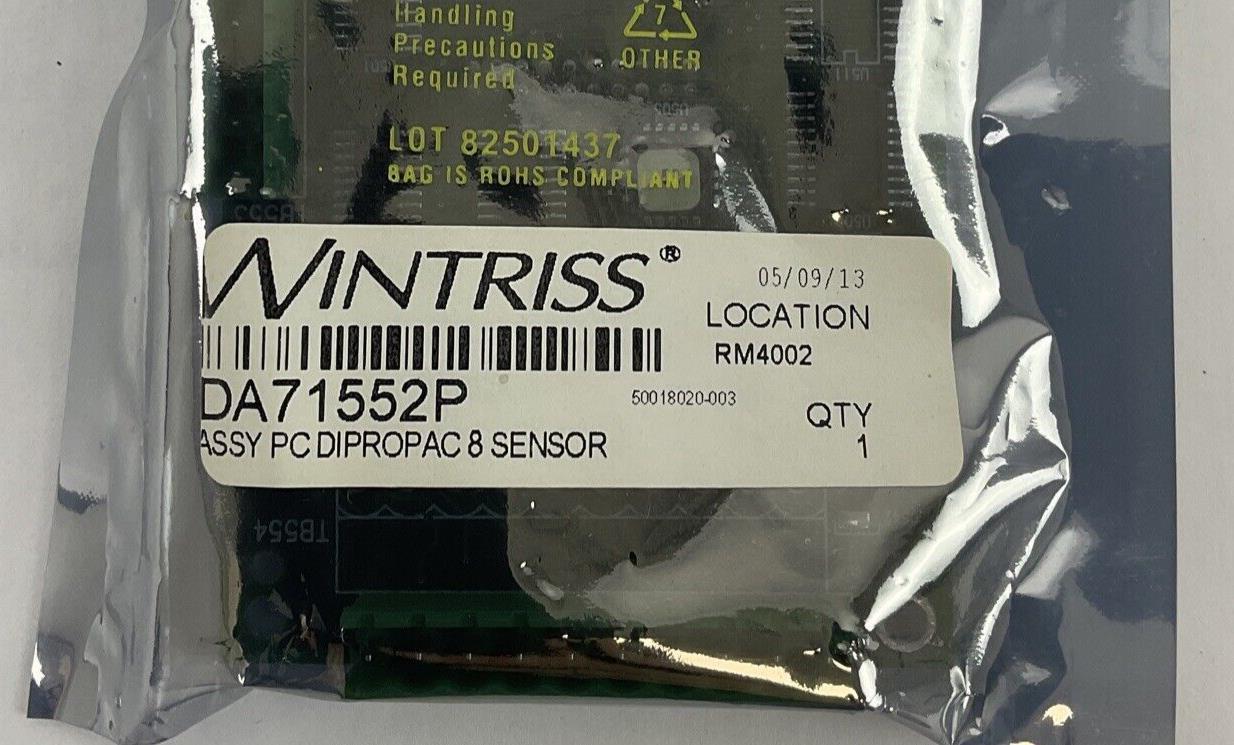 Handling
Precautions
Required
7
OTHER
LOT 82501437
BAG IS ROHS COMPLIANT
WINTRISS®
05/09/13
LOCATION
RM4002
DA71552P
50018020-003
QTY
1
ASSY PC DIPROPAC 8 SENSOR
TB554